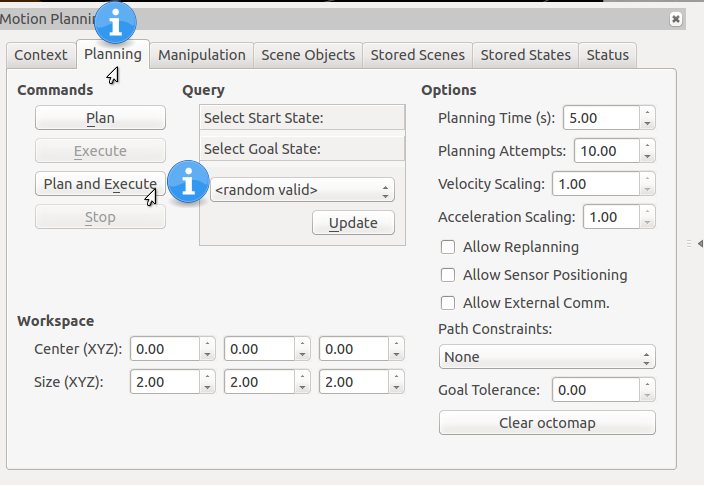 Motion Plannin
Context Planning Manipulation Scene Objects Stored Scenes Stored States Status
Commands
Plan
Execute
Plan and Execute
Stop
Query
Select Start State:
Select Goal State:
<random valid>
Update
Options
Planning Time (s): 5.00
Planning Attempts: 10.00
Velocity Scaling: 1.00
Acceleration Scaling: 1.00
Allow Replanning
Allow Sensor Positioning
Allow External Comm.
Path Constraints:
None
Goal Tolerance: 0.00
Clear octomap
Workspace
Center (XYZ): 0.00 0.00 0.00
Size (XYZ): 2.00 2.00 2.00